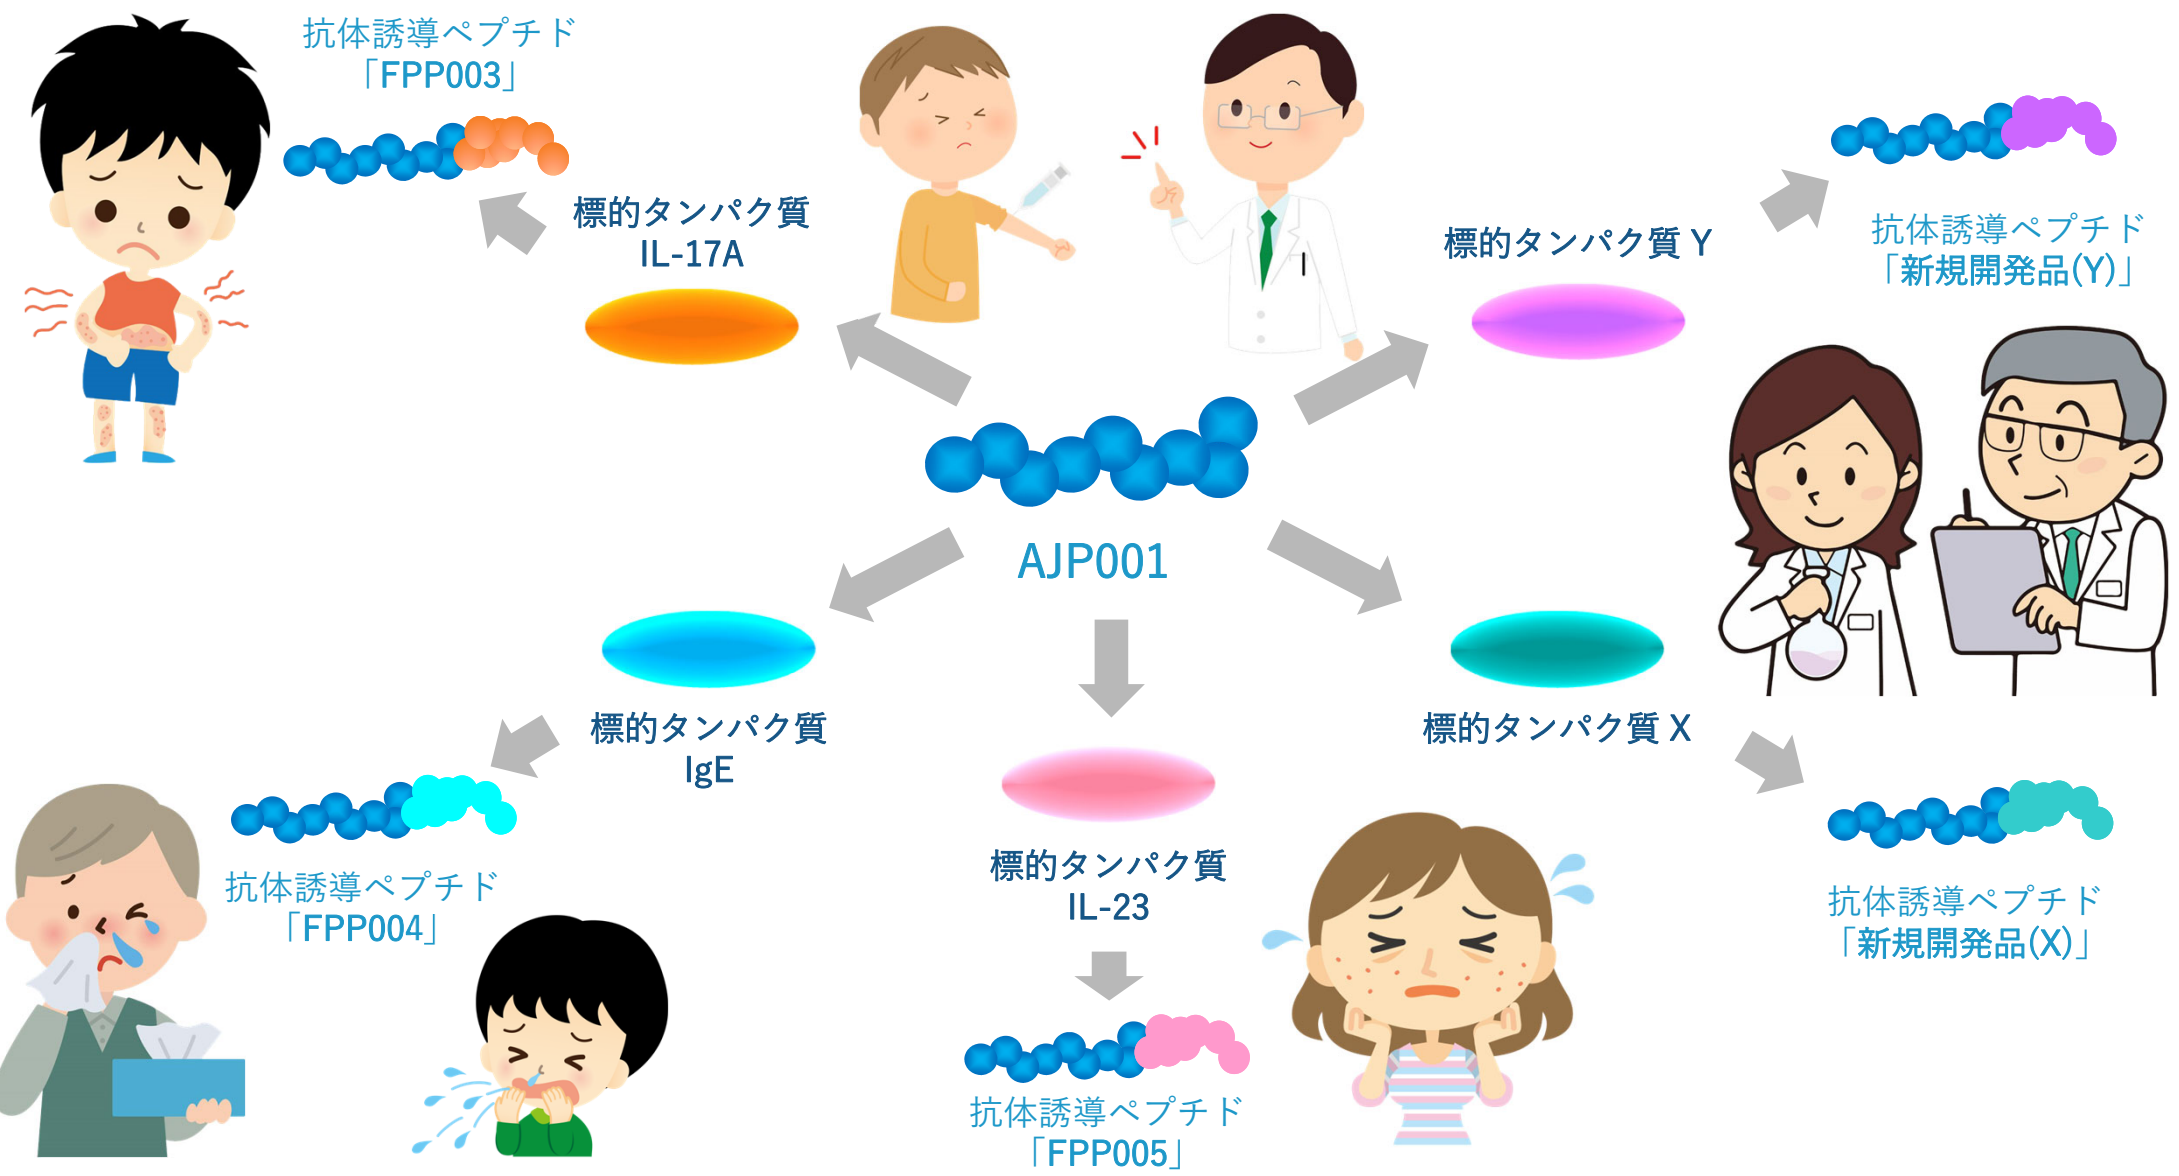 抗体誘導ペプチド
「FPP003」
標的タンパク質
IL-17A
標的タンパク質 Y
抗体誘導ペプチド
「新規開発品(Y)」
AJP001
標的タンパク質
IgE
標的タンパク質 X
抗体誘導ペプチド
「FPP004」
標的タンパク質
IL-23
抗体誘導ペプチド
「新規開発品(X)」
抗体誘導ペプチド
「FPP005」